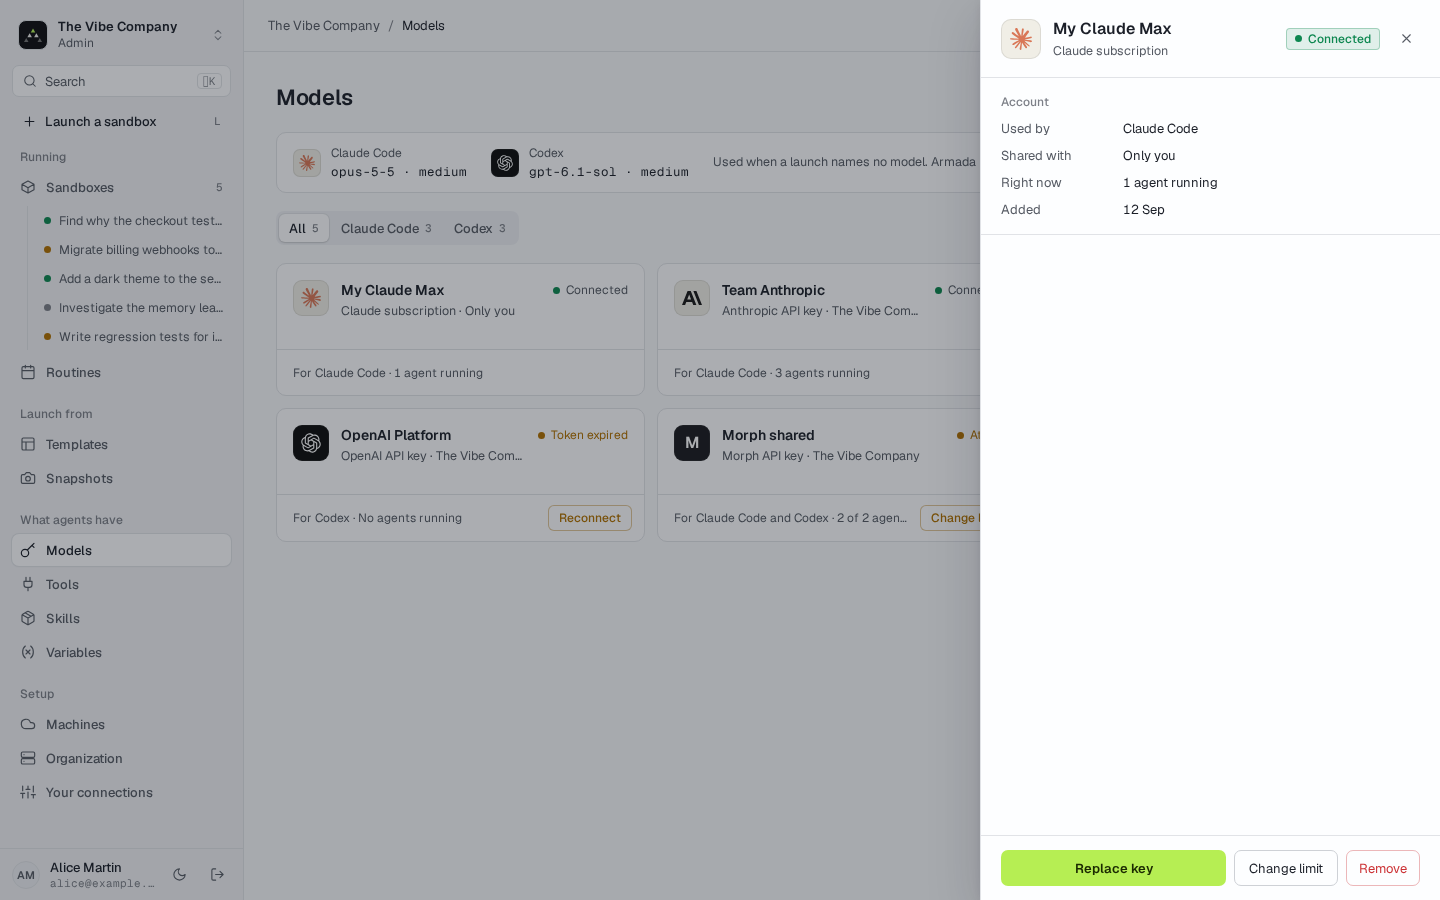 The Vibe Company
Admin
Search
K
Launch a sandbox
L
Running
Sandboxes
5
Find why the checkout test...
Migrate billing webhooks to...
Add a dark theme to the se...
Investigate the memory lea...
Write regression tests for i...
Routines
Launch from
Templates
Snapshots
What agents have
Models
Tools
Skills
Variables
Setup
Machines
Organization
Your connections
AM
Alice Martin
alice@example....
The Vibe Company / Models
Models
Claude Code
opus-5-5 · medium
Codex
gpt-6.1-sol · medium
Used when a launch names no model. Armada
All 5
Claude Code 3
Codex 3
My Claude Max
Connected
Claude subscription · Only you
For Claude Code · 1 agent running
Team Anthropic
Conne
Anthropic API key · The Vibe Com...
For Claude Code · 3 agents running
OpenAI Platform
Token expired
OpenAI API key · The Vibe Com...
For Codex · No agents running
Reconnect
M
Morph shared
Morph API key · The Vibe Company
For Claude Code and Codex · 2 of 2 agen...
Change
My Claude Max
Claude subscription
Connected
Account
Used by Claude Code
Shared with Only you
Right now 1 agent running
Added 12 Sep
Replace key
Change limit
Remove